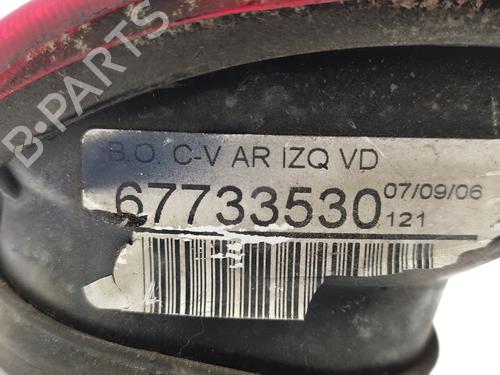 B.O. C-V AR IZQ VD
67733530
07/09/06
121
B-PARTS